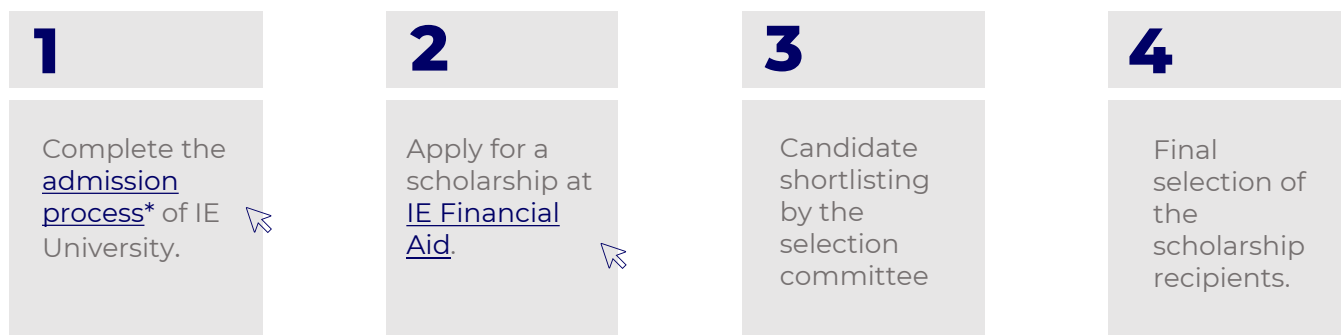 1
Complete the
admission
process* of IE
University.
2
Apply for a
scholarship at
IE Financial
Aid.
3
Candidate
shortlisting
by the
selection
committee
4
Final
selection of
the
scholarship
recipients.